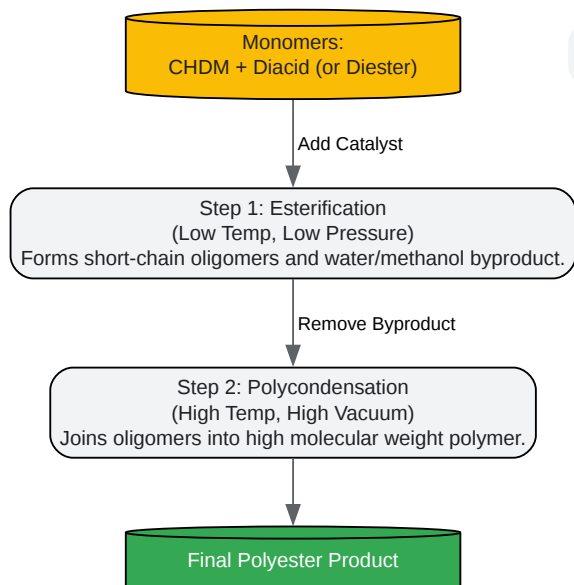 Monomers:
CHDM + Diacid (or Diester)
Add Catalyst
Step 1: Esterification
(Low Temp, Low Pressure)
Forms short-chain oligomers and water/methanol byproduct.
Remove Byproduct
Step 2: Polycondensation
(High Temp, High Vacuum)
Joins oligomers into high molecular weight polymer.
Final Polyester Product